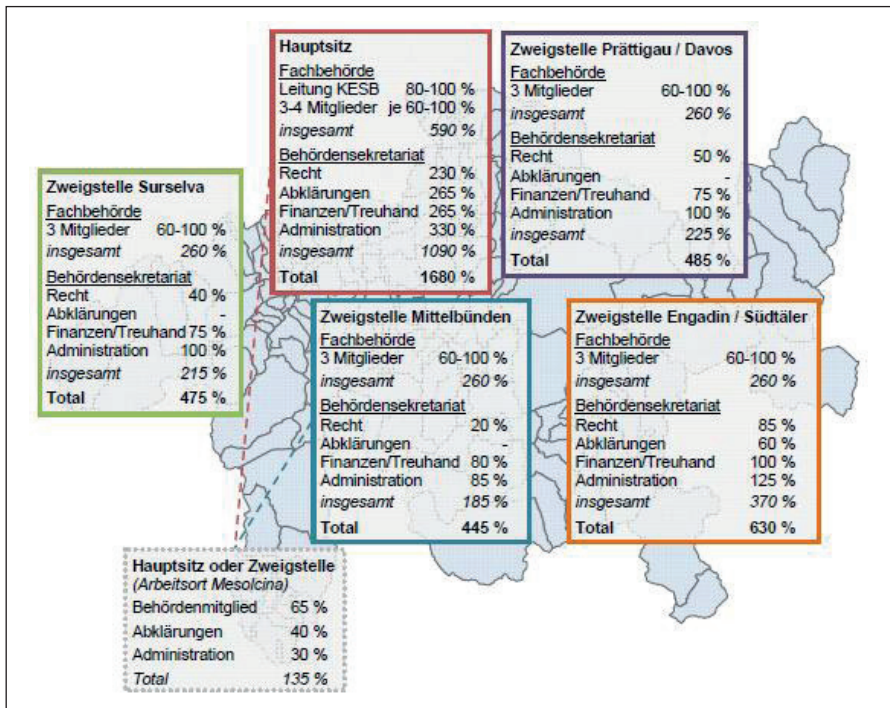 Hauptsitz
Fachbehörde
Leitung KESB 80-100 %
3-4 Mitglieder je 60-100 %
insgesamt 590 %
Behördensekretariat
Recht 230 %
Abklärungen 265 %
Finanzen/Treuhand 265 %
Administration 330 %
insgesamt 1090 %
Total 1680 %
Zweigstelle Prättigau / Davos
Fachbehörde
3 Mitglieder 60-100 %
insgesamt 260 %
Behördensekretariat
Recht 50 %
Abklärungen -
Finanzen/Treuhand 75 %
Administration 100 %
insgesamt 225 %
Total 485 %
Zweigstelle Surselva
Fachbehörde
3 Mitglieder 60-100 %
insgesamt 260 %
Behördensekretariat
Recht 40 %
Abklärungen -
Finanzen/Treuhand 75 %
Administration 100 %
insgesamt 215 %
Total 475 %
Zweigstelle Mittelbünden
Fachbehörde
3 Mitglieder 60-100 %
insgesamt 260 %
Behördensekretariat
Recht 20 %
Abklärungen -
Finanzen/Treuhand 80 %
Administration 85 %
insgesamt 185 %
Total 445 %
Zweigstelle Engadin / Südtäler
Fachbehörde
3 Mitglieder 60-100 %
insgesamt 260 %
Behördensekretariat
Recht 85 %
Abklärungen 60 %
Finanzen/Treuhand 100 %
Administration 125 %
insgesamt 370 %
Total 630 %
Hauptsitz oder Zweigstelle
(Arbeitsort Mesolcina)
Behördenmitglied 65 %
Abklärungen 40 %
Administration 30 %
Total 135 %